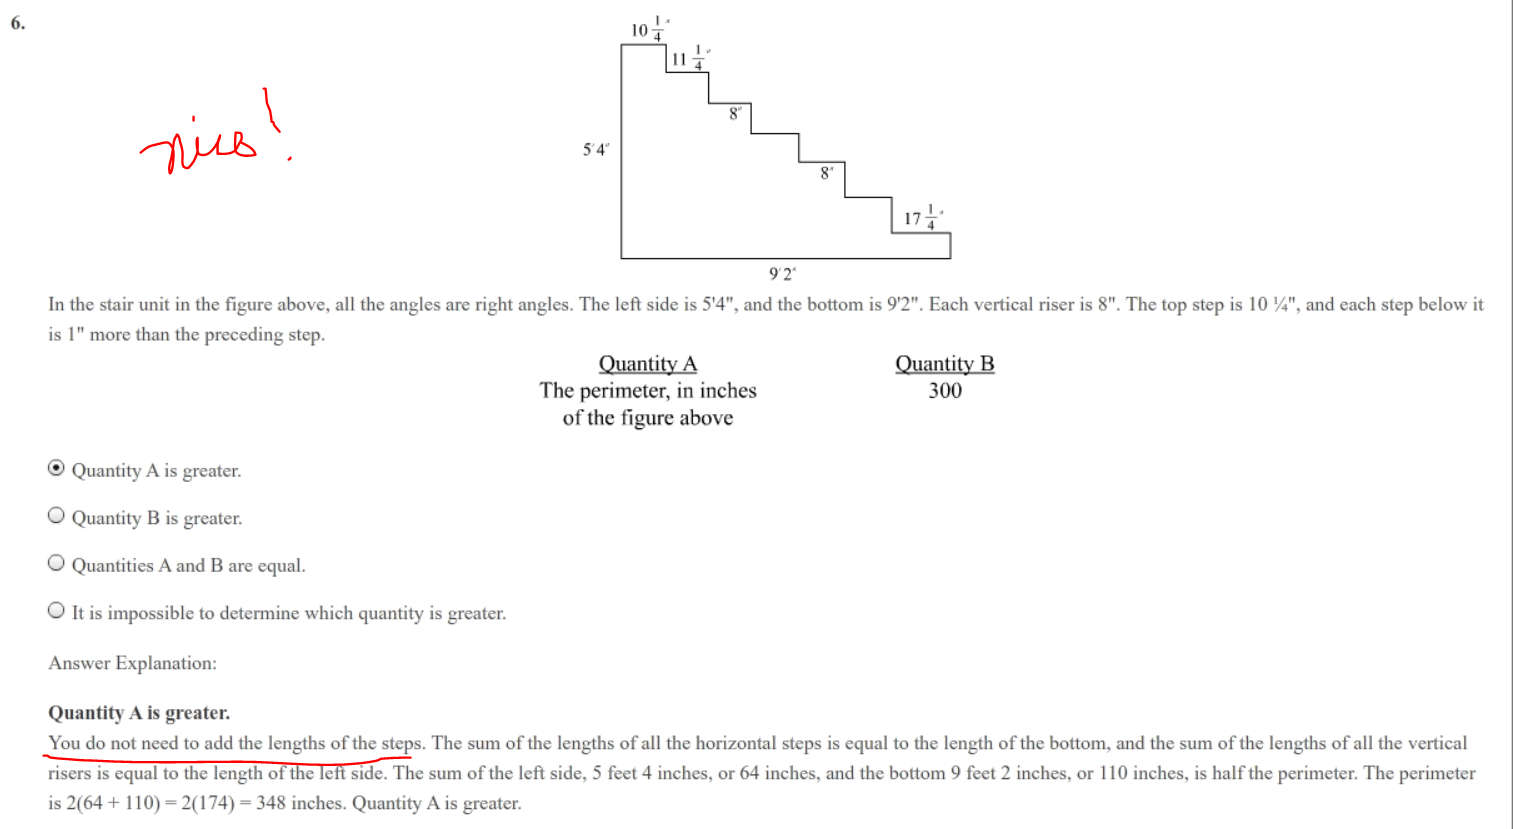 6.
10 1/4"
11 1/4"
8"
5'4"
8"
17 1/4"
9'2"
nice!
In the stair unit in the figure above, all the angles are right angles. The left side is 5'4", and the bottom is 9'2". Each vertical riser is 8". The top step is 10 ¼", and each step below it
is 1" more than the preceding step.
Quantity A
The perimeter, in inches
of the figure above
Quantity B
300
Quantity A is greater.
Quantity B is greater.
Quantities A and B are equal.
It is impossible to determine which quantity is greater.
Answer Explanation:
Quantity A is greater.
You do not need to add the lengths of the steps. The sum of the lengths of all the horizontal steps is equal to the length of the bottom, and the sum of the lengths of all the vertical
risers is equal to the length of the left side. The sum of the left side, 5 feet 4 inches, or 64 inches, and the bottom 9 feet 2 inches, or 110 inches, is half the perimeter. The perimeter
is 2(64 + 110) = 2(174) = 348 inches. Quantity A is greater.